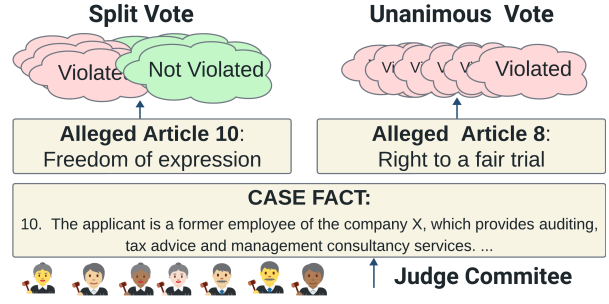 Split Vote
Unanimous Vote
Violate
Not Violated
Vi
V
V
V
Violated
Alleged Article 10:
Freedom of expression
Alleged Article 8:
Right to a fair trial
CASE FACT:
10. The applicant is a former employee of the company X, which provides auditing,
tax advice and management consultancy services. ...
Judge Commitee